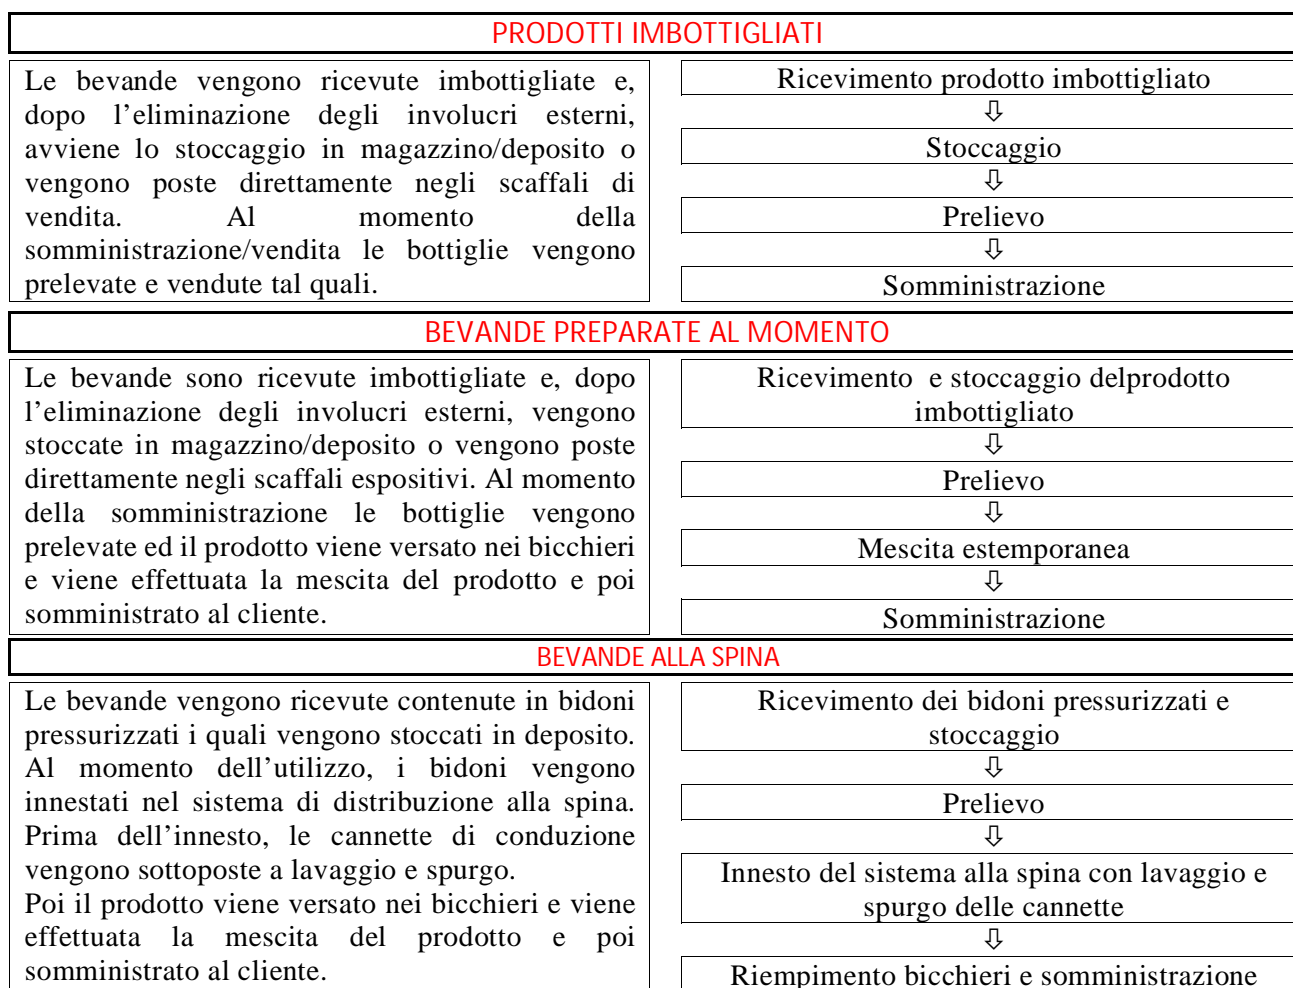 PRODOTTI IMBOTTIGLIATI
Le bevande vengono ricevute imbottigliate e,
dopo l'eliminazione degli involucri esterni,
avviene lo stoccaggio in magazzino/deposito o
vengono poste direttamente negli scaffali di
vendita. Al momento della
somministrazione/vendita le bottiglie vengono
prelevate e vendute tal quali.
Ricevimento prodotto imbottigliato
⇩
Stoccaggio
⇩
Prelievo
⇩
Somministrazione
BEVANDE PREPARATE AL MOMENTO
Le bevande sono ricevute imbottigliate e, dopo
l'eliminazione degli involucri esterni, vengono
stoccate in magazzino/deposito o vengono poste
direttamente negli scaffali espositivi. Al momento
della somministrazione le bottiglie vengono
prelevate ed il prodotto viene versato nei bicchieri
e viene effettuata la mescita del prodotto e poi
somministrato al cliente.
Ricevimento e stoccaggio delprodotto
imbottigliato
⇩
Prelievo
⇩
Mescita estemporanea
⇩
Somministrazione
BEVANDE ALLA SPINA
Le bevande vengono ricevute contenute in bidoni
pressurizzati i quali vengono stoccati in deposito.
Al momento dell'utilizzo, i bidoni vengono
innestati nel sistema di distribuzione alla spina.
Prima dell'innesto, le cannette di conduzione
vengono sottoposte a lavaggio e spurgo.
Poi il prodotto viene versato nei bicchieri e viene
effettuata la mescita del prodotto e poi
somministrato al cliente.
Ricevimento dei bidoni pressurizzati e
stoccaggio
⇩
Prelievo
⇩
Innesto del sistema alla spina con lavaggio e
spurgo delle cannette
⇩
Riempimento bicchieri e somministrazione